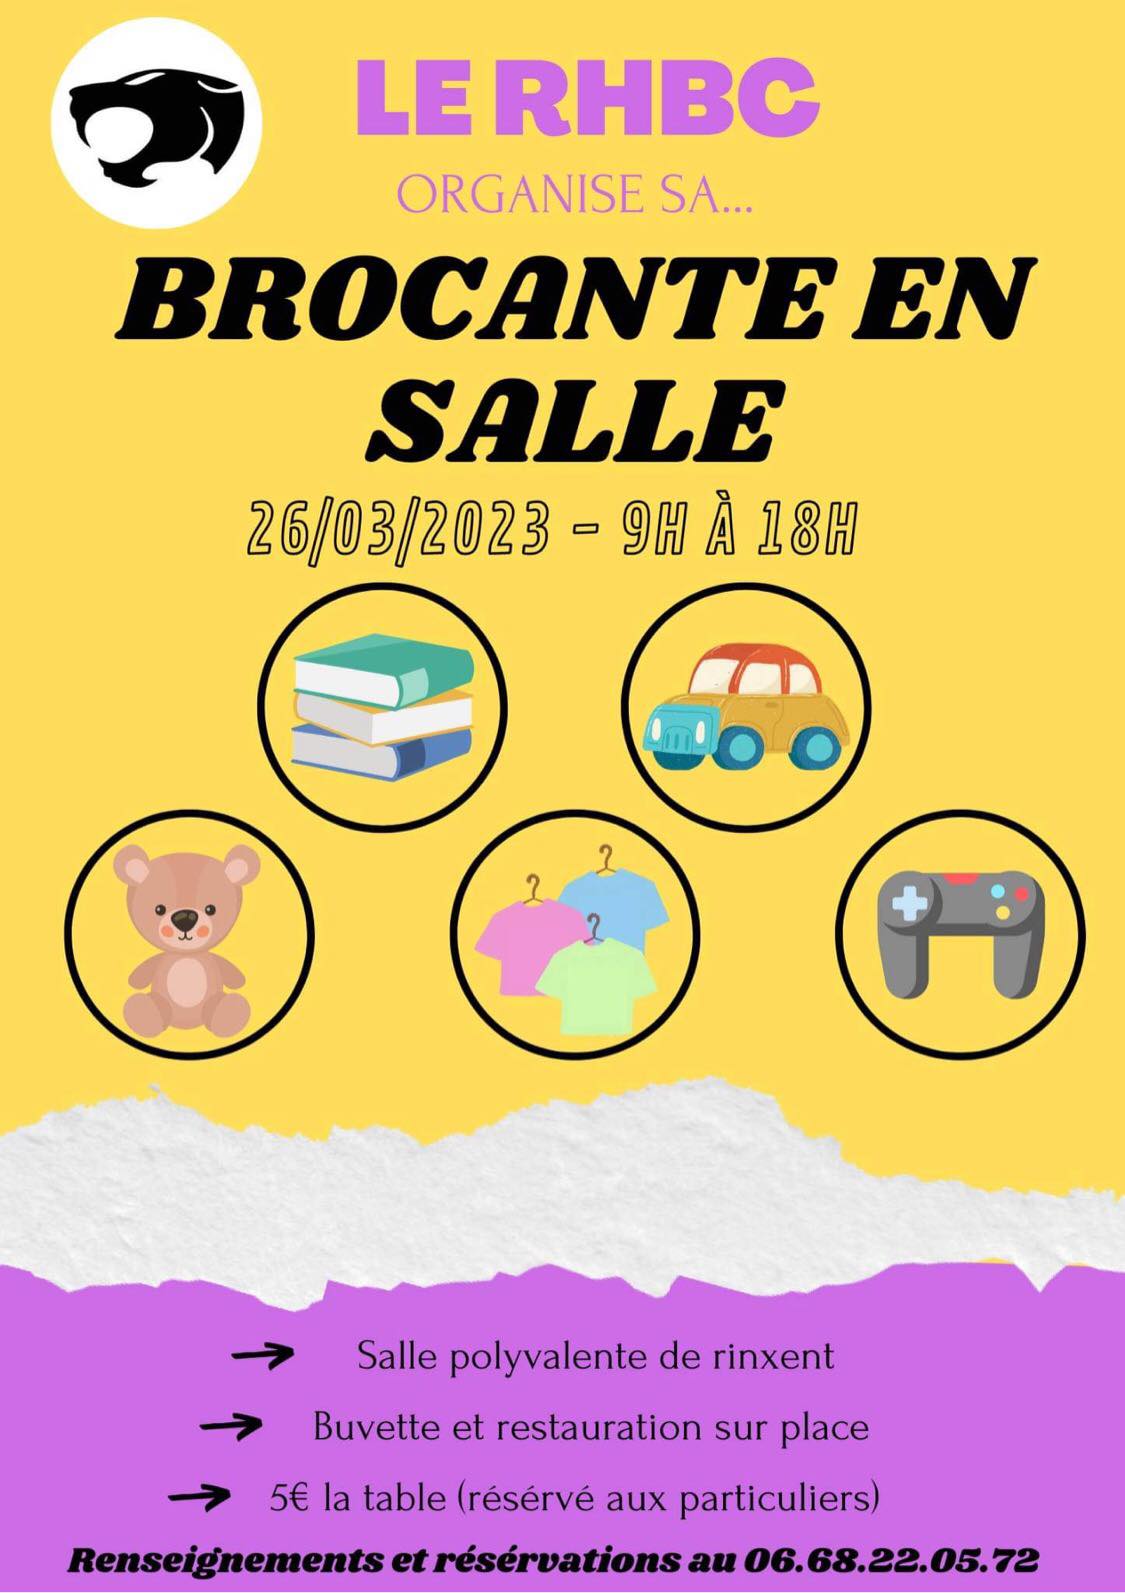 LE RHBC
ORGANISE SA...
BROCANTE EN
SALLE
26/03/2023 - 9H À 18H
Salle polyvalente de rinxent
Buvette et restauration sur place
5€ la table (résérvé aux particuliers)
Renseignements et résérvations au 06.68.22.05.72